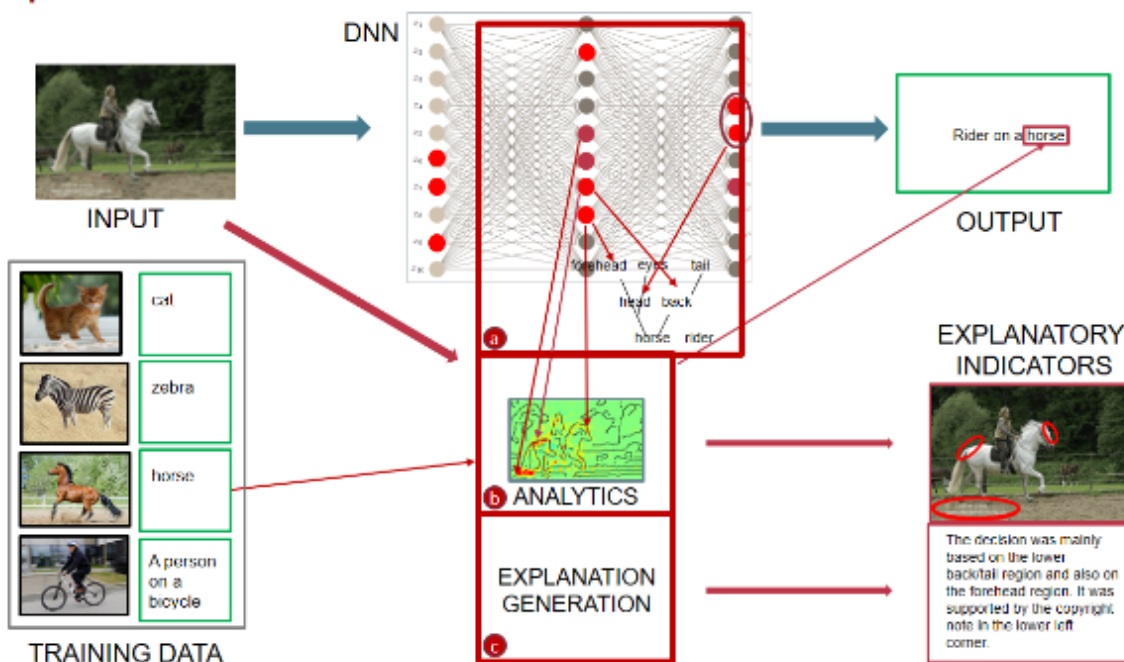 DNN
INPUT
Rider on a horse
OUTPUT
forehead eyes tail
head back
horse rider
a
cat
zebra
horse
A person
on a
bicycle
TRAINING DATA
b
ANALYTICS
EXPLANATION
GENERATION
c
EXPLANATORY
INDICATORS
The decision was mainly
based on the lower
back/tail region and also on
the forehead region. It was
supported by the copyright
note in the lower left
corner.